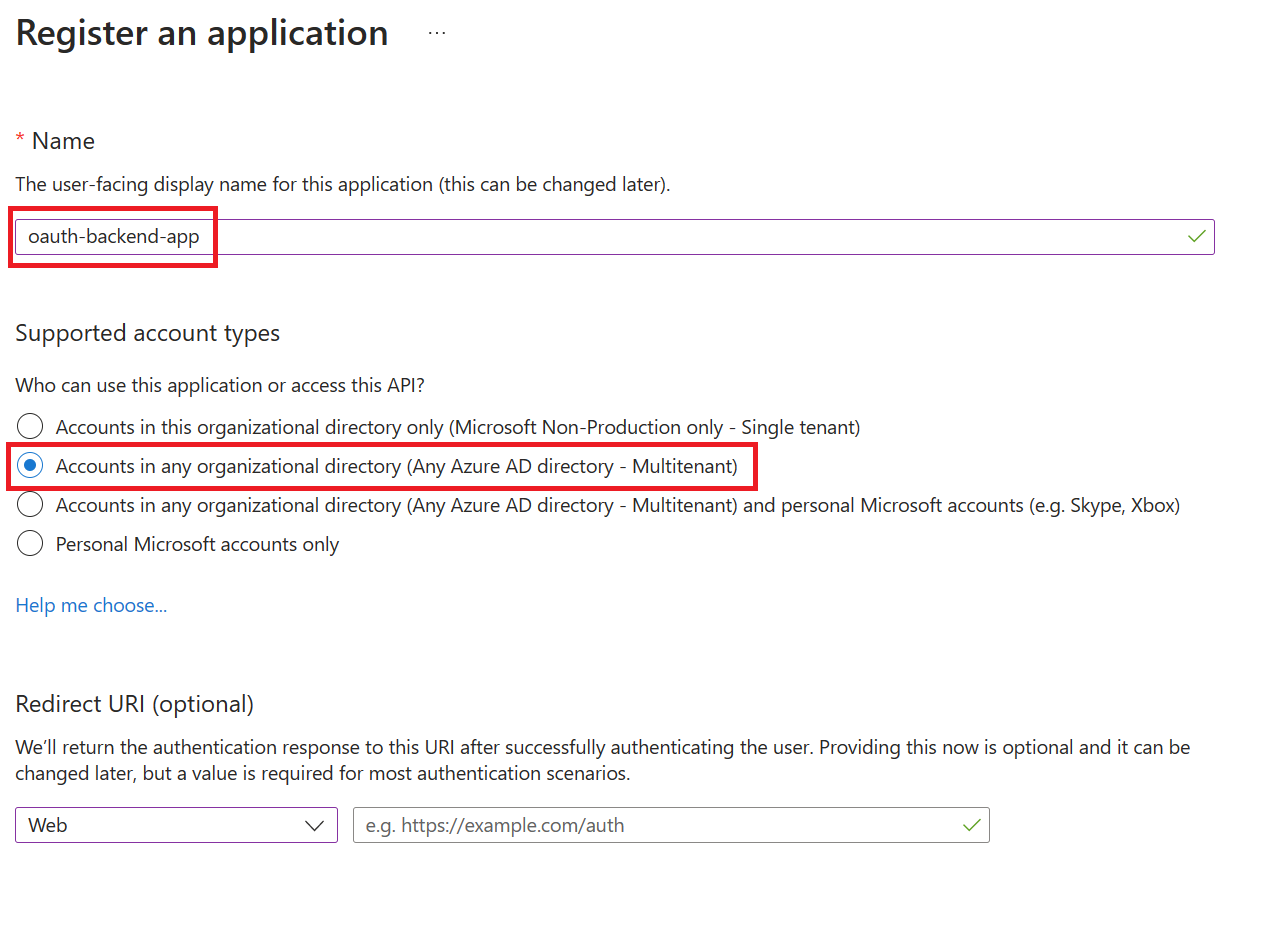 Register an application ...
* Name
The user-facing display name for this application (this can be changed later).
oauth-backend-app
Supported account types
Who can use this application or access this API?
Accounts in this organizational directory only (Microsoft Non-Production only - Single tenant)
Accounts in any organizational directory (Any Azure AD directory - Multitenant)
Accounts in any organizational directory (Any Azure AD directory - Multitenant) and personal Microsoft accounts (e.g. Skype, Xbox)
Personal Microsoft accounts only
Help me choose...
Redirect URI (optional)
We’ll return the authentication response to this URI after successfully authenticating the user. Providing this now is optional and it can be
changed later, but a value is required for most authentication scenarios.
Web e.g. https://example.com/auth